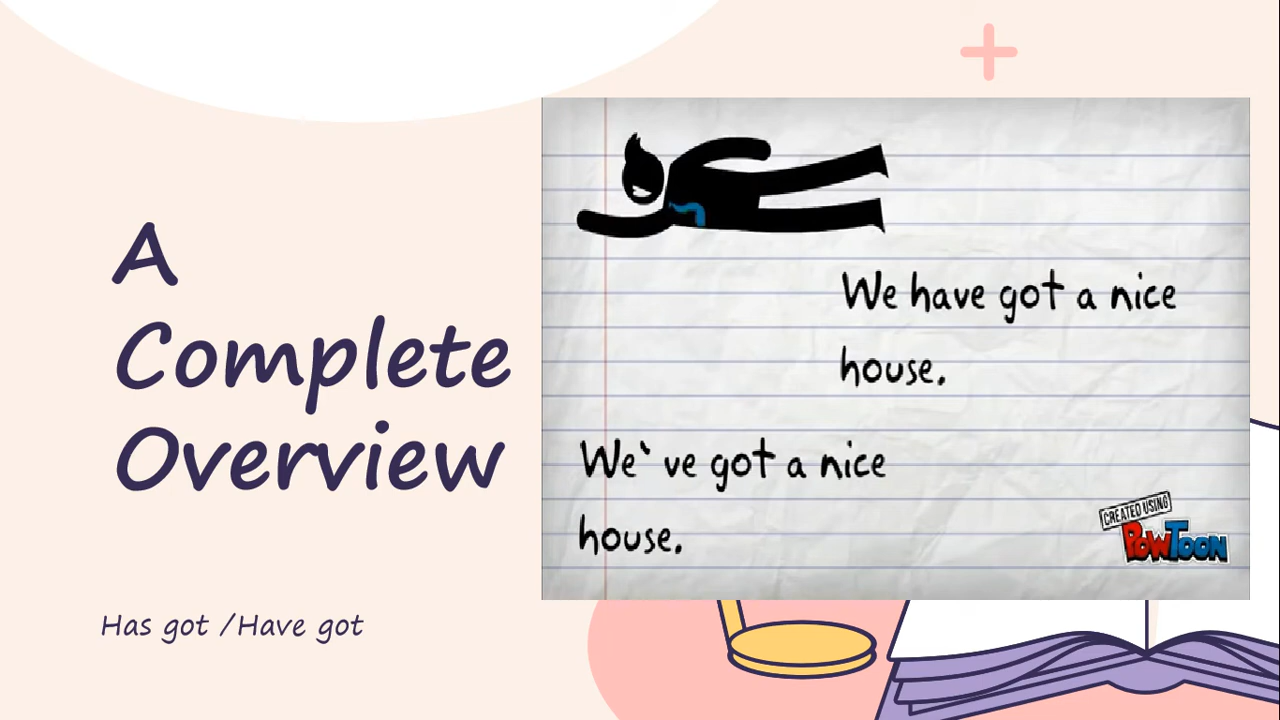 A
Complete
Overview
Has got /Have got
We have got a nice
house.
We`ve got a nice
house.
CREATED USING
POWTOON